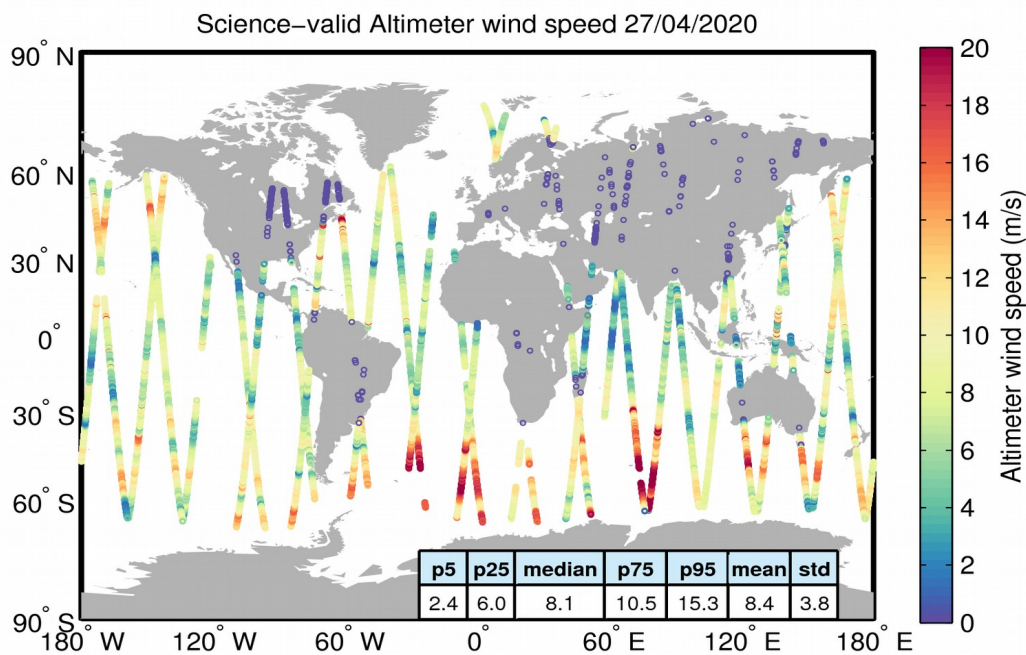 Science−valid Altimeter wind speed 27/04/2020
90° N
60° N
30° N
0°
30° S
60° S
90° S
180° W
120° W
60° W
0°
60° E
120° E
180° E
p5 p25 median p75 p95 mean std
2.4 6.0 8.1 10.5 15.3 8.4 3.8
20
18
16
14
12
10
8
6
4
2
0
Altimeter wind speed (m/s)